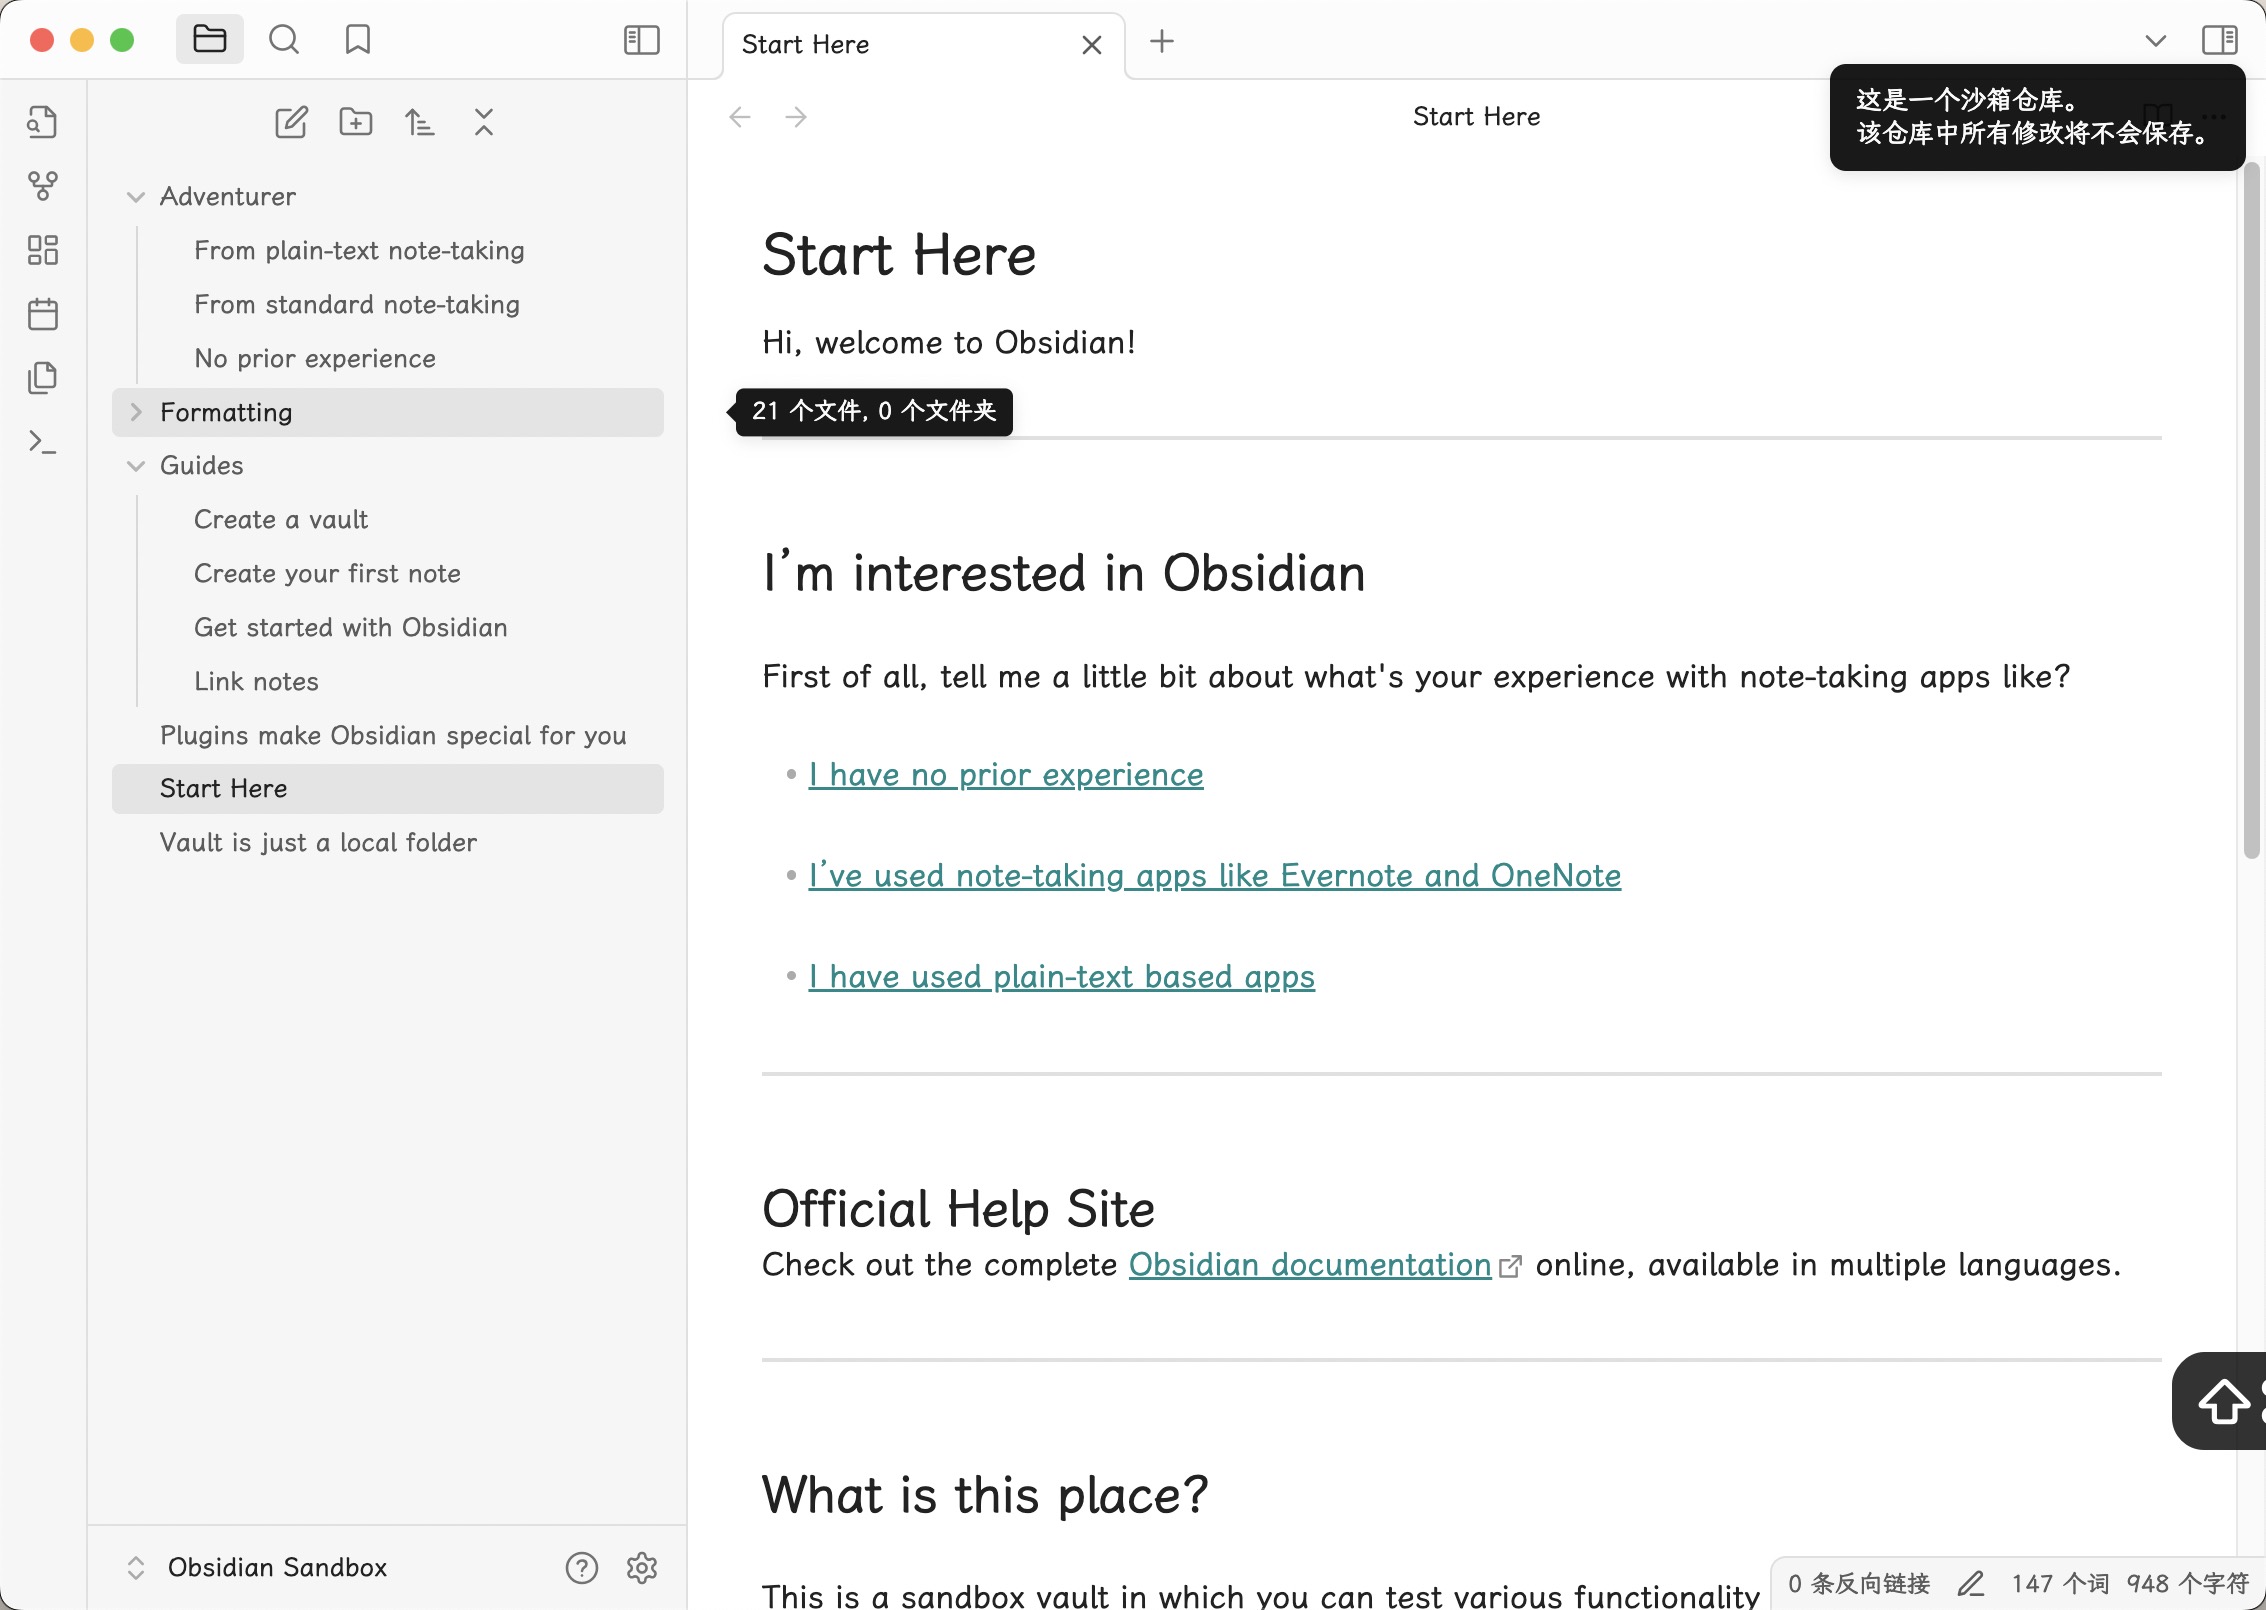 Start Here
这是一个沙箱仓库。
该仓库中所有修改将不会保存。
Start Here
Adventurer
From plain-text note-taking
From standard note-taking
No prior experience
Formatting
Guides
Create a vault
Create your first note
Get started with Obsidian
Link notes
Plugins make Obsidian special for you
Start Here
Vault is just a local folder
Obsidian Sandbox
Start Here
Hi, welcome to Obsidian!
21 个文件, 0 个文件夹
I’m interested in Obsidian
First of all, tell me a little bit about what's your experience with note-taking apps like?
I have no prior experience
I’ve used note-taking apps like Evernote and OneNote
I have used plain-text based apps
Official Help Site
Check out the complete Obsidian documentation online, available in multiple languages.
What is this place?
This is a sandbox vault in which you can test various functionality
0 条反向链接 147 个词 948 个字符